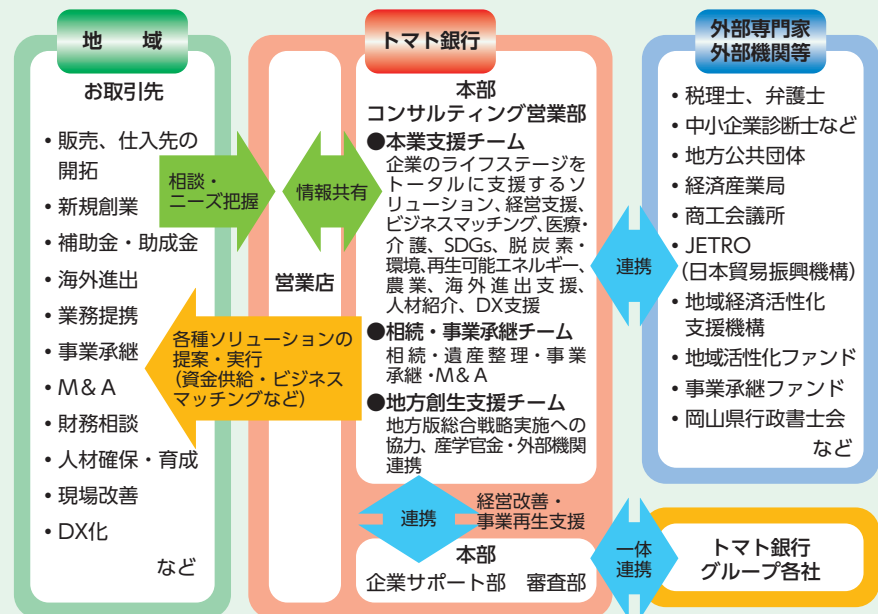 地　域
お取引先
・販売、仕入先の
開拓
・新規創業
・補助金・助成金
・海外進出
・業務提携
・事業承継
・M＆A
・財務相談
・人材確保・育成
・現場改善
・DX化
など
相談・
ニーズ把握
各種ソリューションの
提案・実行
(資金供給・ビジネス
マッチングなど)
トマト銀行
営業店
情報共有
本部
コンサルティング営業部
●本業支援チーム
企業のライフステージを
トータルに支援するソ
リューション、経営支援、
ビジネスマッチング、医療・
介護、SDGs、脱炭素・
環境、再生可能エネルギー、
農業、海外進出支援、
人材紹介、DX支援
●相続・事業承継チーム
相続・遺産整理・事業
承継・M＆A
●地方創生支援チーム
地方版総合戦略実施への
協力、産学官金・外部機関
連携
連携
経営改善・
事業再生支援
本部
企業サポート部　審査部
連携
外部専門家
外部機関等
・税理士、弁護士
・中小企業診断士など
・地方公共団体
・経済産業局
・商工会議所
・JETRO
(日本貿易振興機構)
・地域経済活性化
支援機構
・地域活性化ファンド
・事業承継ファンド
・岡山県行政書士会
など
一体
連携
トマト銀行
グループ各社